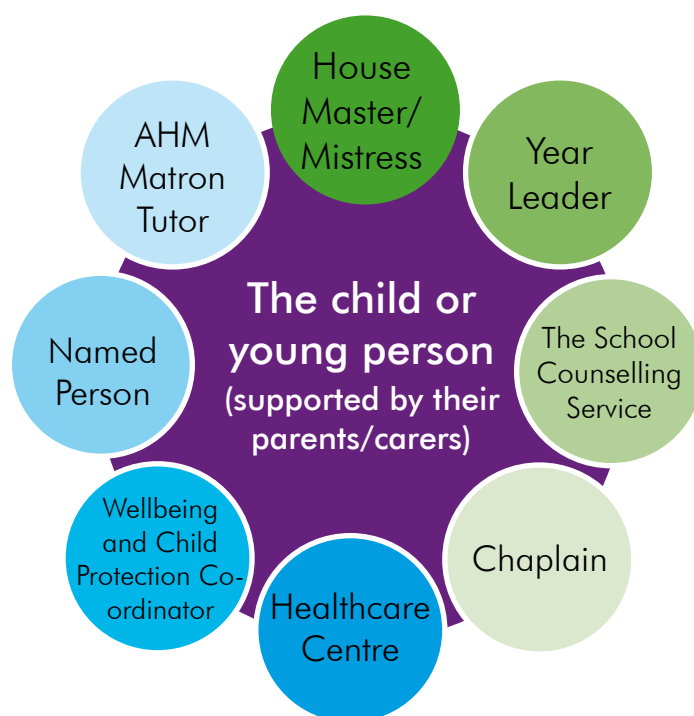 House
Master/
Mistress
Year
Leader
The School
Counselling
Service
Chaplain
Healthcare
Centre
Wellbeing
and Child
Protection Co-
ordinator
Named
Person
AHM
Matron
Tutor
The child or
young person
(supported by their
parents/carers)